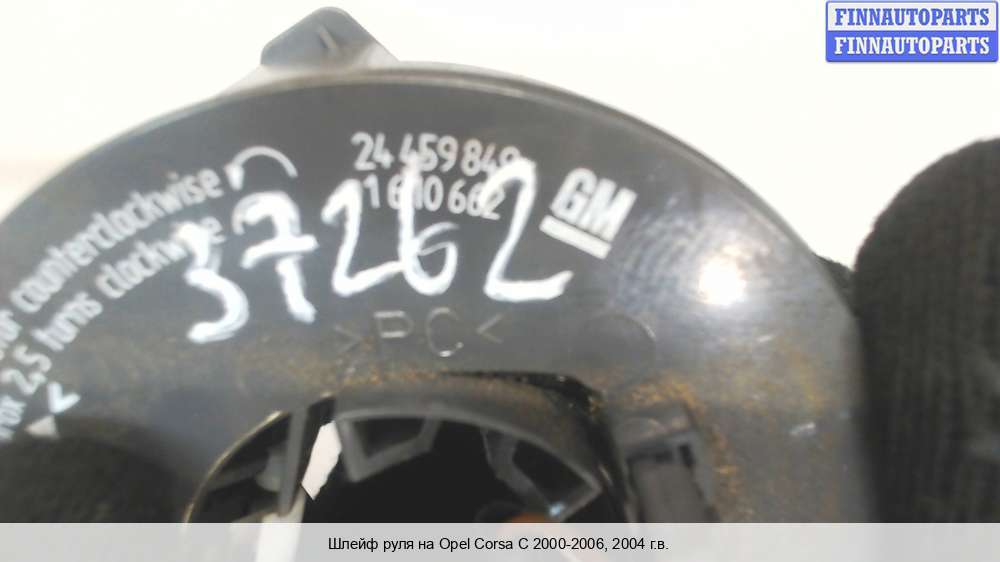 FINNAUTOPARTS
FINNAUTOPARTS
24 459 849
1 610 662
GM
counterclockwise
2,5 turns clockwise
37262
>PC<
Шлейф руля на Opel Corsa C 2000-2006, 2004 г.в.